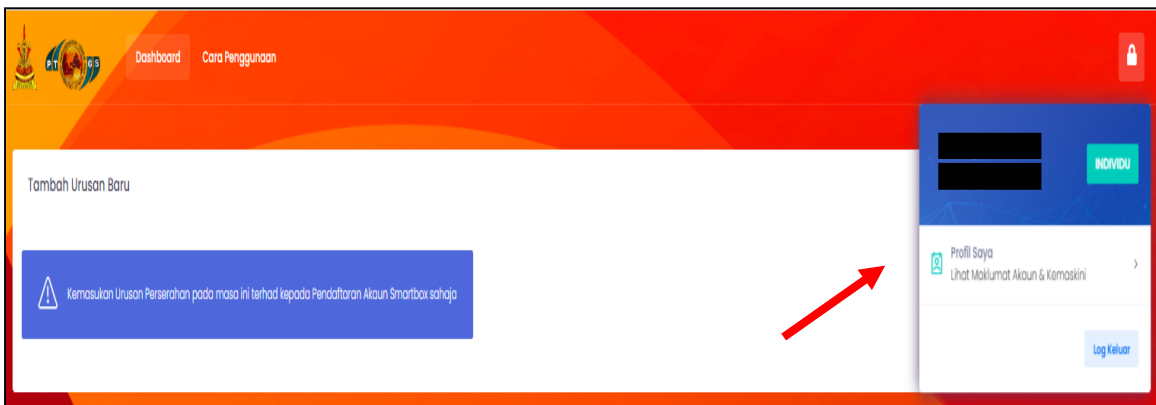 P T G S
Dashboard Cara Penggunaan
INDIVIDU
Tambah Urusan Baru
Kemasukan Urusan Perserahan pada masa ini terhad kepada Pendaftaran Akaun Smartbox sahaja
Profil Saya
Lihat Maklumat Akaun & Kemaskini
Log Keluar